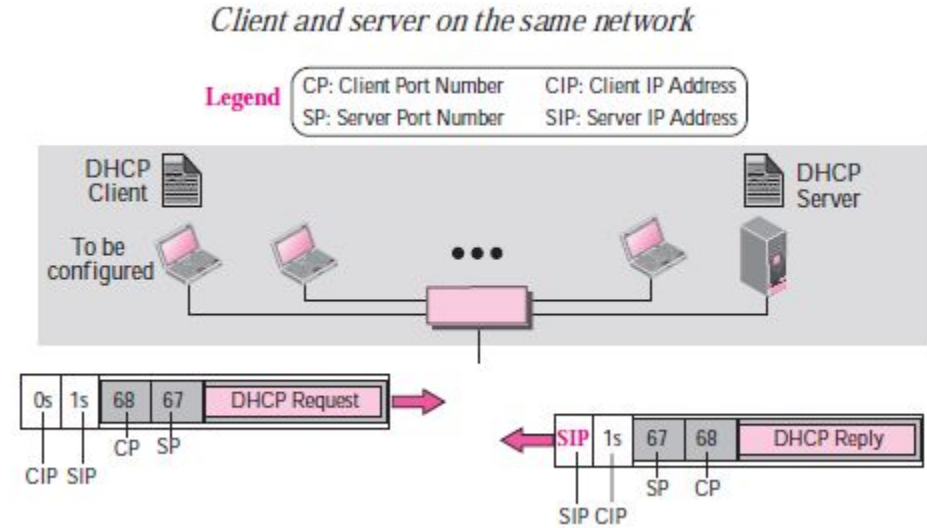 Client and server on the same network
Legend
CP: Client Port Number CIP: Client IP Address
SP: Server Port Number SIP: Server IP Address
DHCP
Client
DHCP
Server
To be
configured
0s 1s 68 67 DHCP Request
CP SP
CIP SIP
SIP 1s 67 68 DHCP Reply
SP CP
SIP CIP